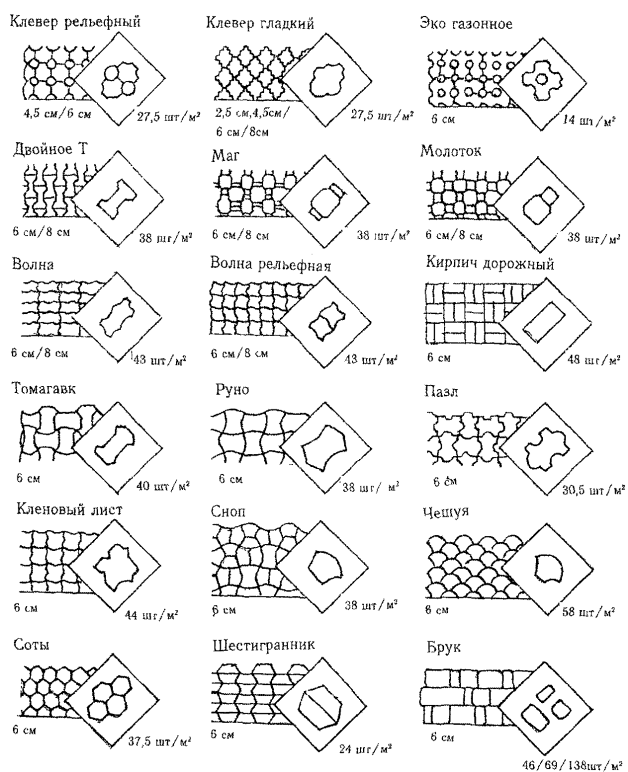 Клевер рельефный
4,5 см/6 см
27,5 шт/м²
Клевер гладкий
2,5 см,4,5см/
6 см/8см
27,5 шт/м²
Эко газонное
6 см
14 шт/м²
Двойное Т
6 см/8 см
38 шт/м²
Маг
6 см/8 см
38 шт/м²
Молоток
6 см/8 см
38 шт/м²
Волна
6 см/8 см
43 шт/м²
Волна рельефная
6 см/8 см
43 шт/м²
Кирпич дорожный
6 см
48 шт/м²
Томагавк
6 см
40 шт/м²
Руно
6 см
38 шт/м²
Пазл
6 см
30,5 шт/м²
Кленовый лист
6 см
44 шт/м²
Сноп
6 см
38 шт/м²
Чешуя
6 см
58 шт/м²
Соты
6 см
37,5 шт/м²
Шестигранник
6 см
24 шт/м²
Брук
6 см
46/69/138шт/м²